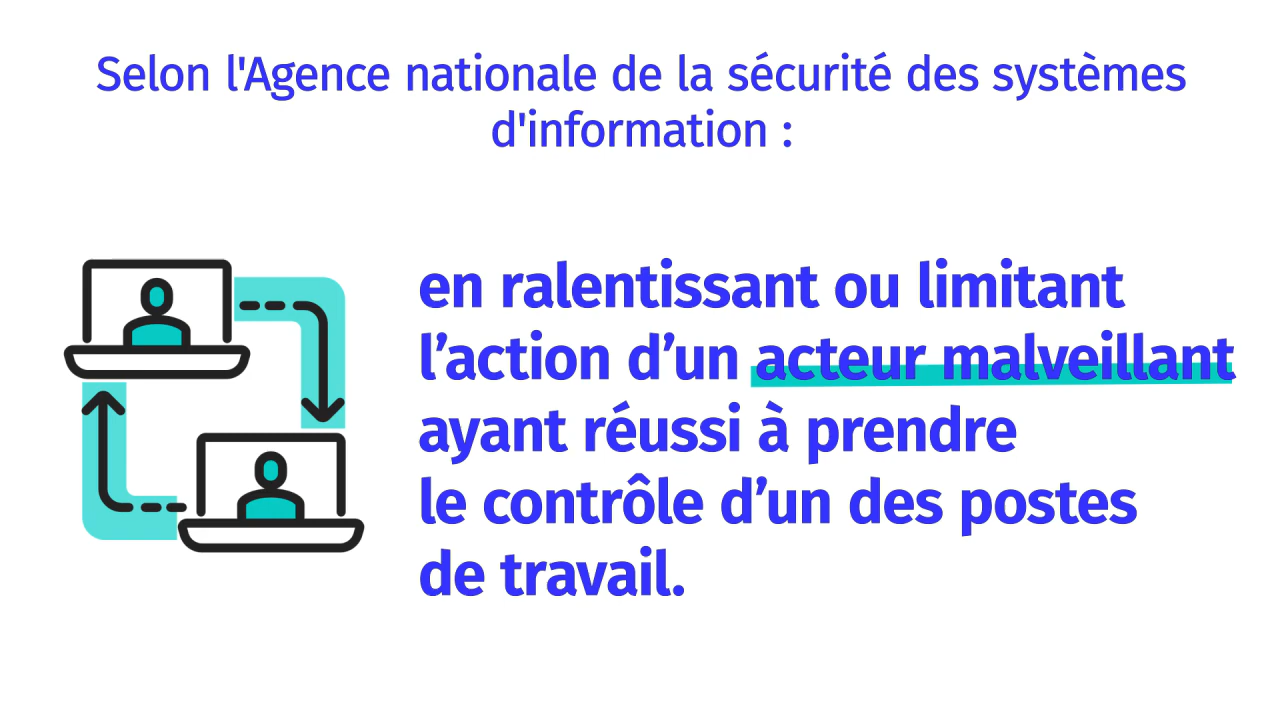 Selon l'Agence nationale de la sécurité des systèmes
d'information :
en ralentissant ou limitant
l’action d’un acteur malveillant
ayant réussi à prendre
le contrôle d’un des postes
de travail.